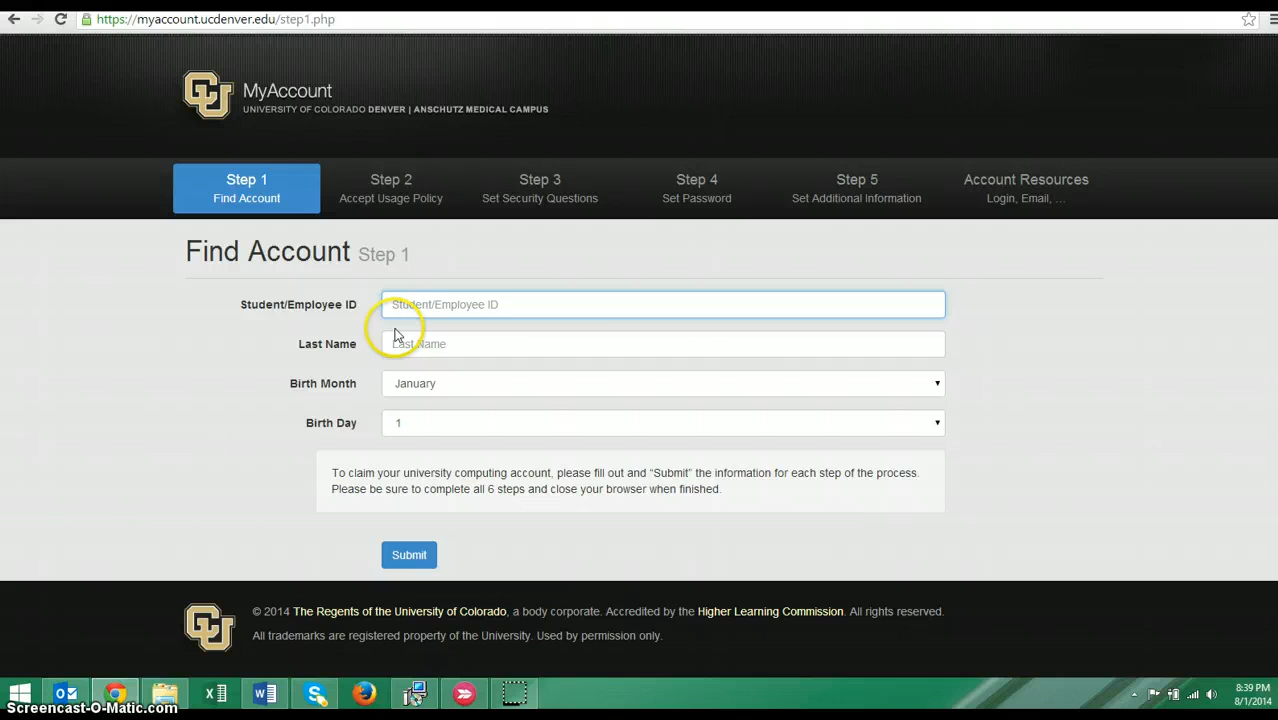 https://myaccount.ucdenver.edu/step1.php
CU
MyAccount
UNIVERSITY OF COLORADO DENVER | ANSCHUTZ MEDICAL CAMPUS
Step 1 Step 2 Step 3 Step 4 Step 5 Account Resources
Find Account Accept Usage Policy Set Security Questions Set Password Set Additional Information Login, Email, ...
Find Account Step 1
Student/Employee ID Student/Employee ID
Last Name Last Name
Birth Month January
Birth Day 1
To claim your university computing account, please fill out and "Submit" the information for each step of the process.
Please be sure to complete all 6 steps and close your browser when finished.
Submit
CU
© 2014 The Regents of the University of Colorado, a body corporate. Accredited by the Higher Learning Commission. All rights reserved.
All trademarks are registered property of the University. Used by permission only.
8:39 PM
8/1/2014
Screencast-O-Matic.com